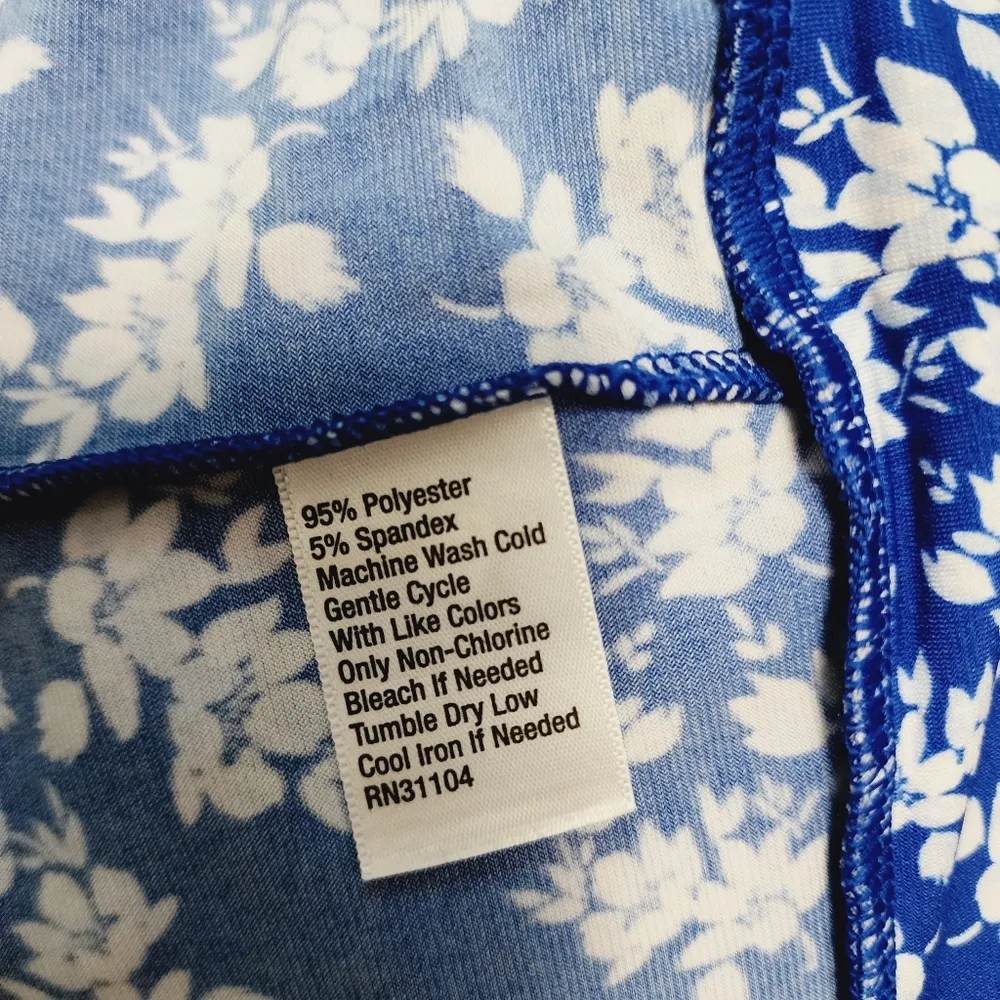 95% Polyester
5% Spandex
Machine Wash Cold
Gentle Cycle
With Like Colors
Only Non-Chlorine
Bleach If Needed
Tumble Dry Low
Cool Iron If Needed
RN31104